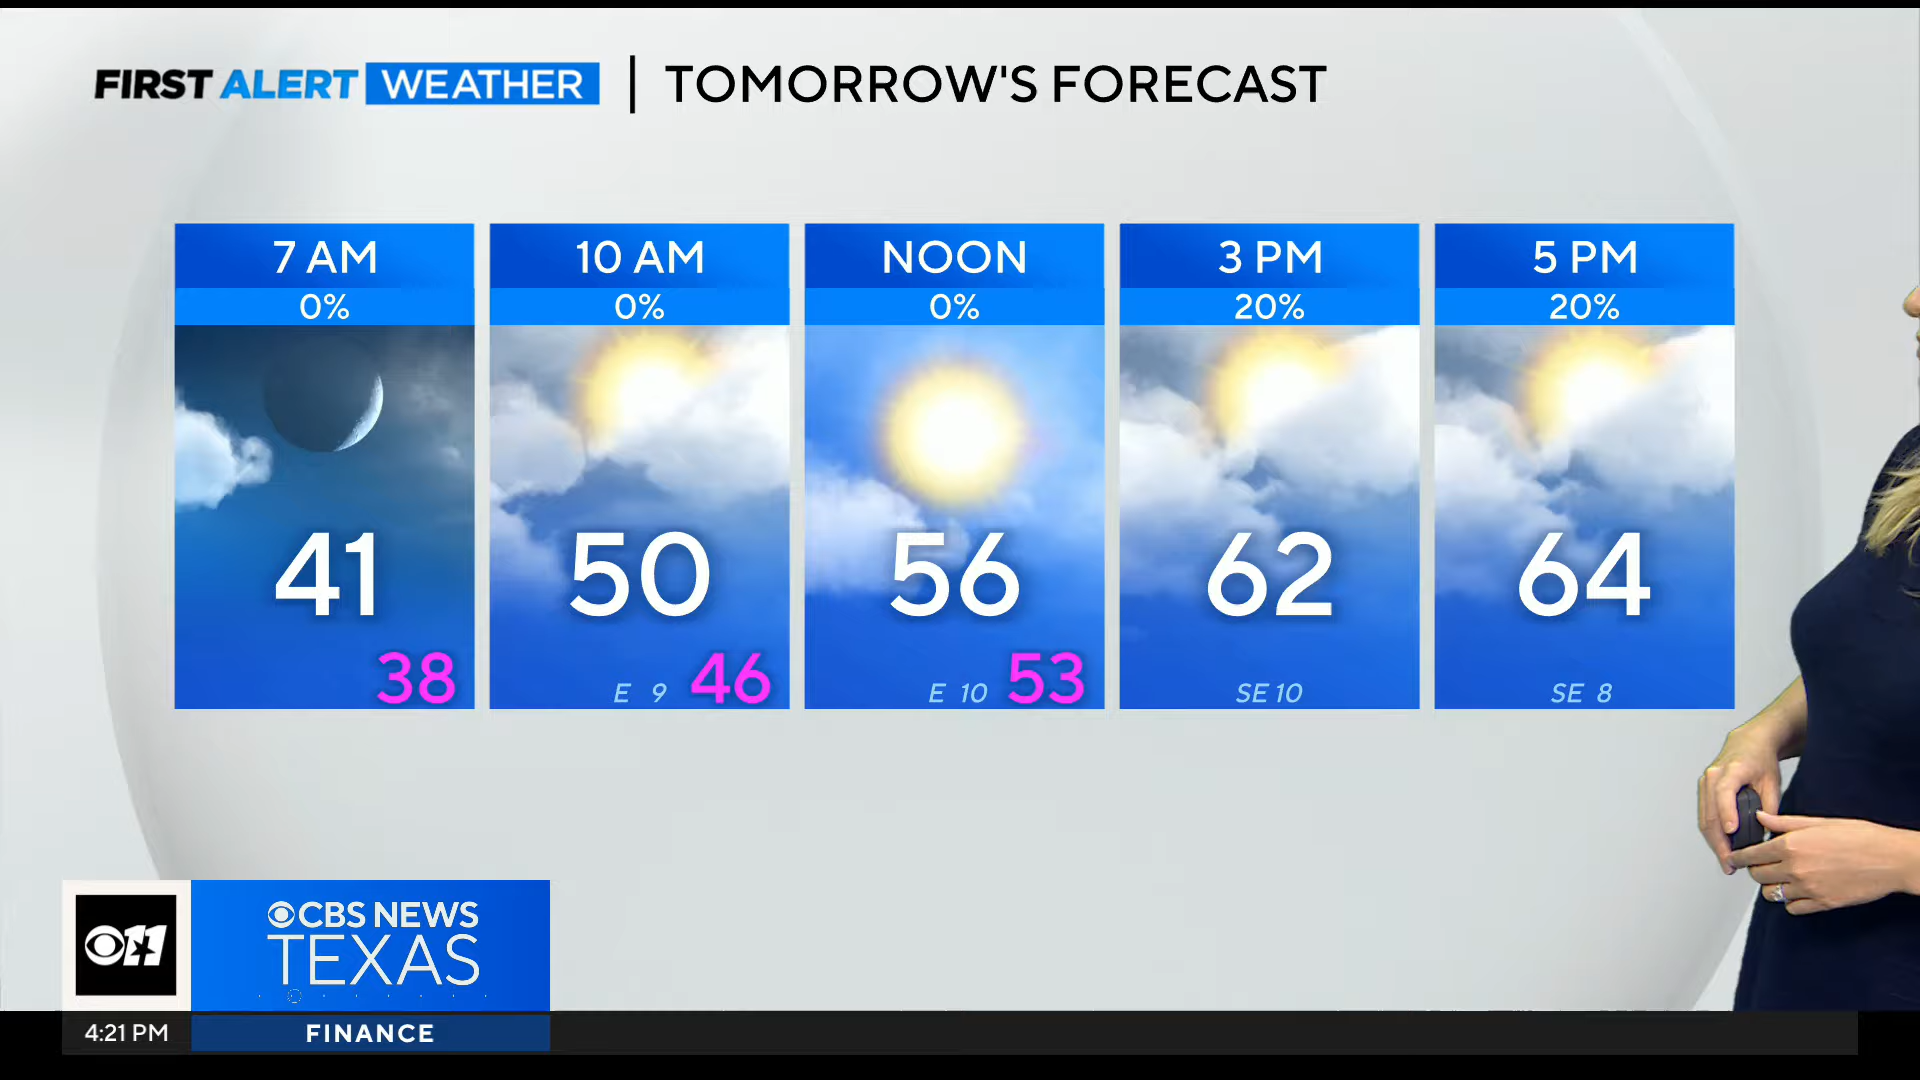 FIRST ALERT WEATHER | TOMORROW'S FORECAST
7 AM
0%
41
38
10 AM
0%
50
E 9 46
NOON
0%
56
E 10 53
3 PM
20%
62
SE 10
5 PM
20%
64
SE 8
11
CBS NEWS
TEXAS
4:21 PM
FINANCE